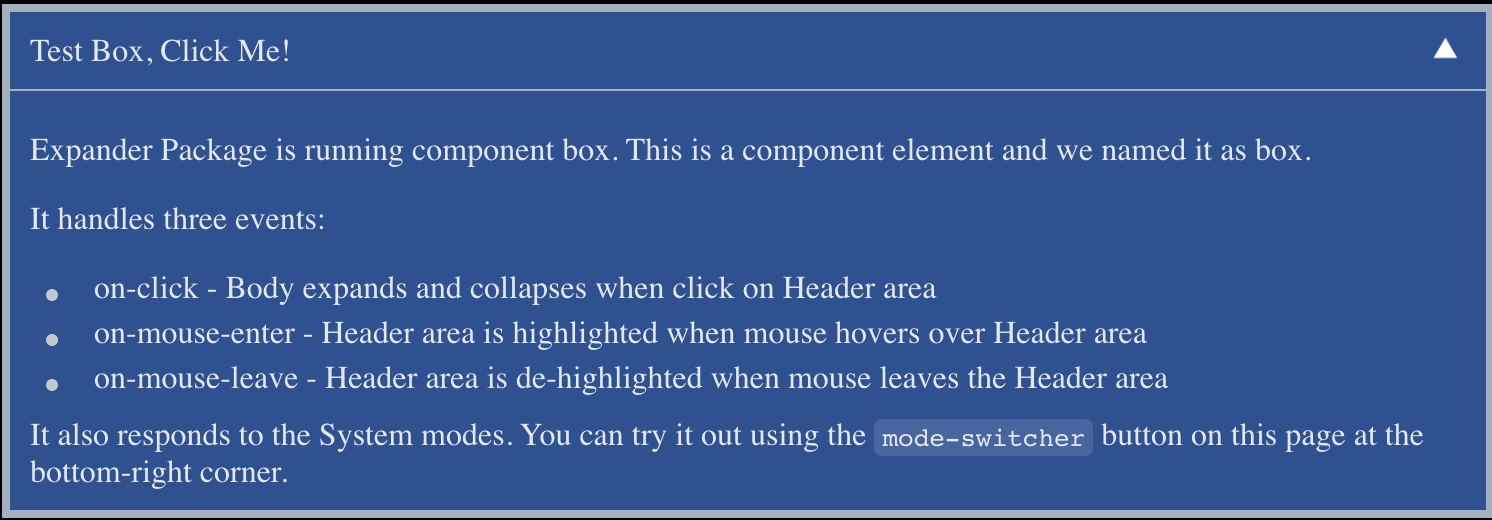 Test Box, Click Me!
Expander Package is running component box. This is a component element and we named it as box.
It handles three events:
on-click - Body expands and collapses when click on Header area
on-mouse-enter - Header area is highlighted when mouse hovers over Header area
on-mouse-leave - Header area is de-highlighted when mouse leaves the Header area
It also responds to the System modes. You can try it out using the mode-switcher button on this page at the
bottom-right corner.